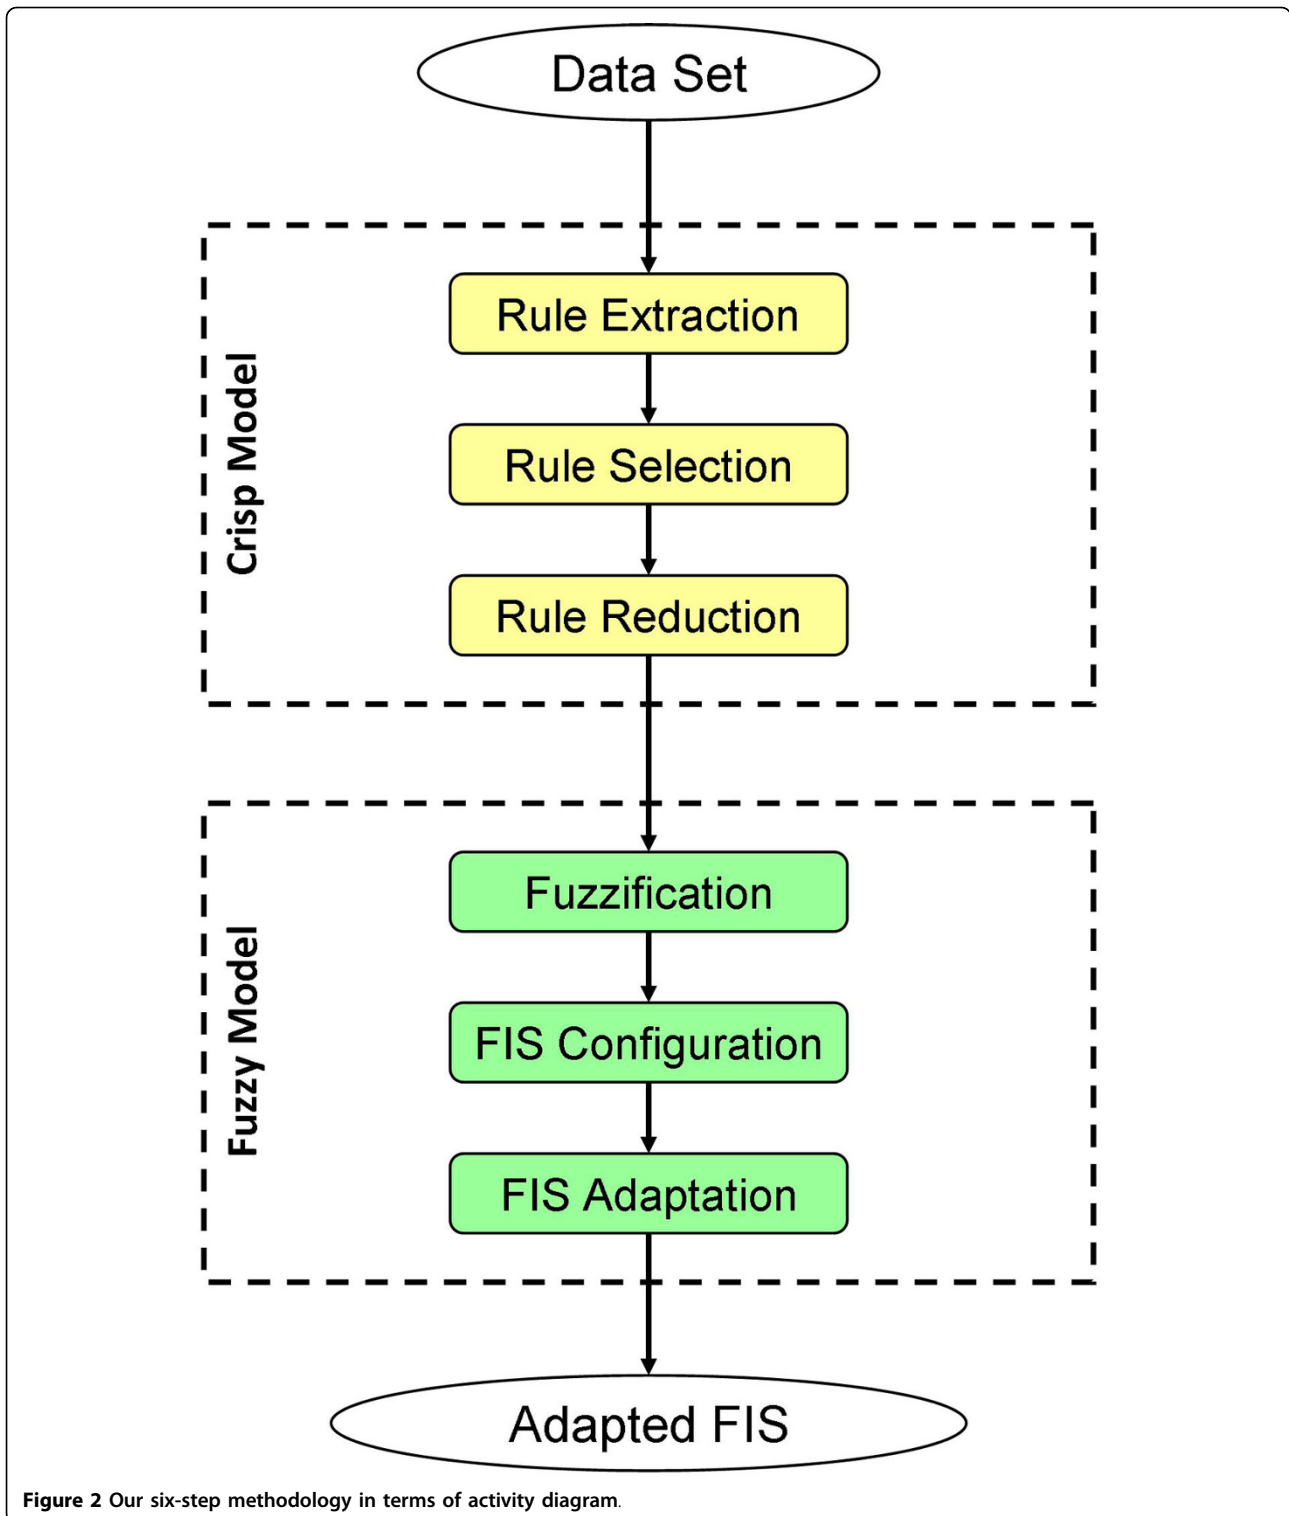 Data Set
Crisp Model
Rule Extraction
Rule Selection
Rule Reduction
Fuzzy Model
Fuzzification
FIS Configuration
FIS Adaptation
Adapted FIS
Figure 2 Our six-step methodology in terms of activity diagram.